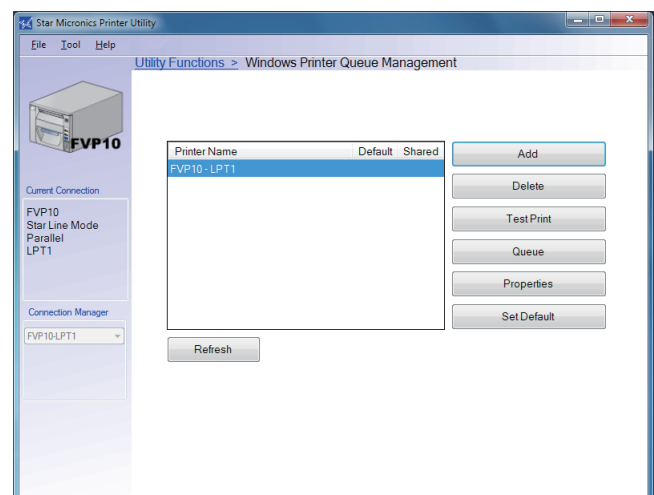 Star Micronics Printer Utility
File Tool Help
Utility Functions > Windows Printer Queue Management
FVP10
Current Connection
FVP10
Star Line Mode
Parallel
LPT1
Connection Manager
FVP10-LPT1
Printer Name Default Shared
FVP10 - LPT1
Add
Delete
Test Print
Queue
Properties
Set Default
Refresh